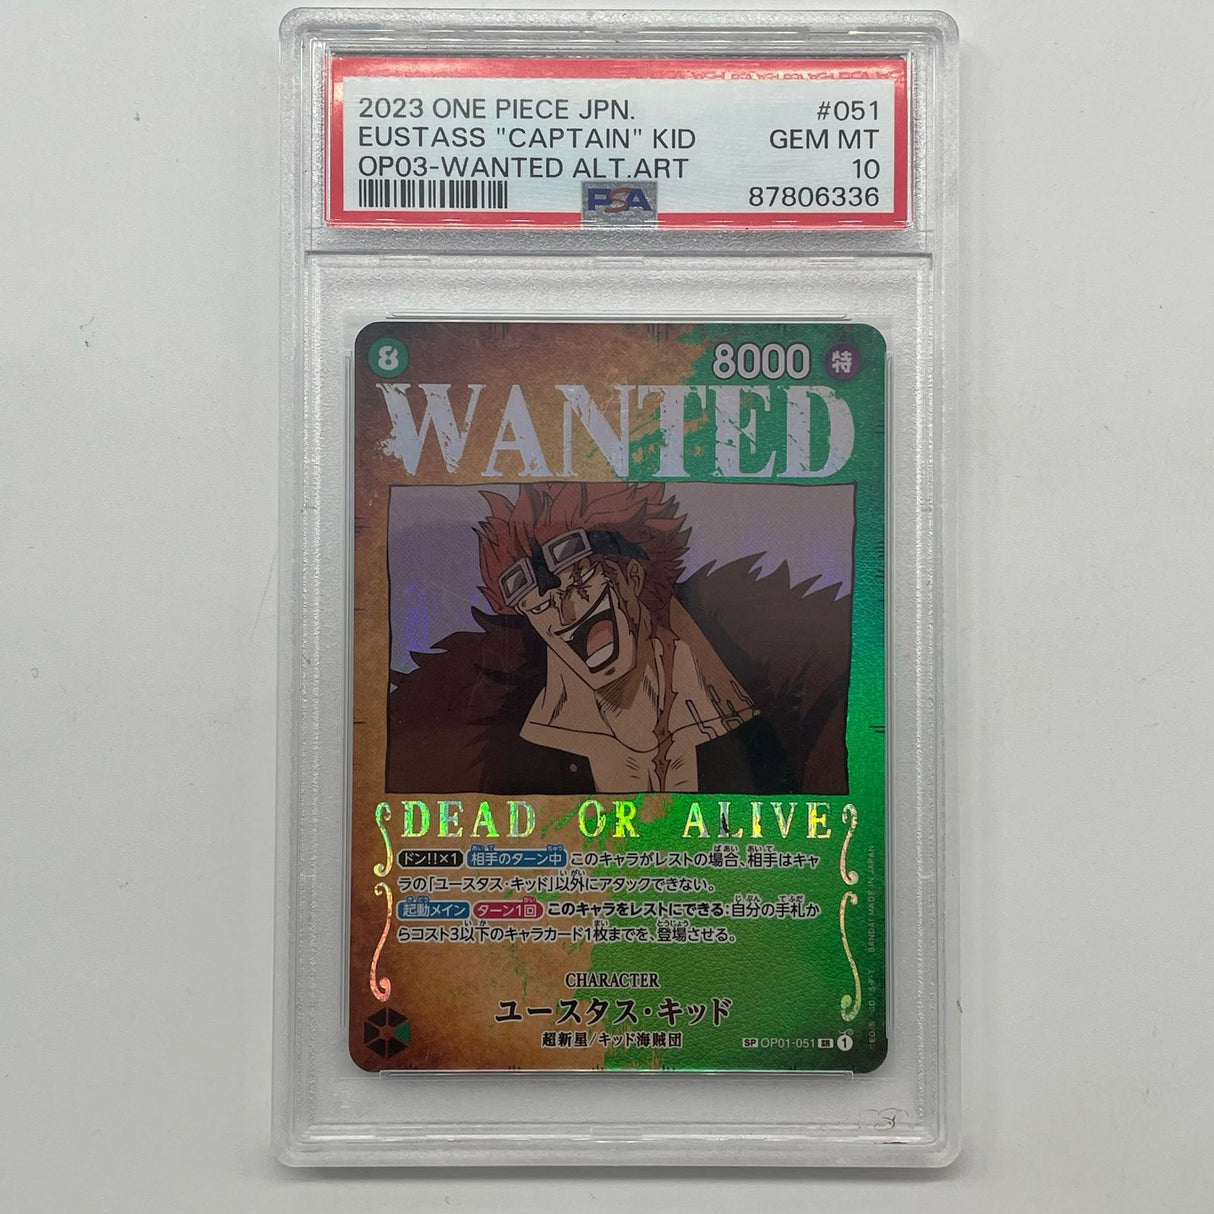 2023 ONE PIECE JPN. #051
EUSTASS "CAPTAIN" KID GEM MT
OP03-WANTED ALT.ART 10
PSA 87806336
8 8000 特
WANTED
DEAD OR ALIVE
ドン!!×1 相手のターン中 このキャラがレストの場合、相手はキャ
ラの「ユースタス・キッド」以外にアタックできない。
起動メイン ターン1回 このキャラをレストにできる:自分の手札か
らコスト3以下のキャラカード1枚までを、登場させる。
CHARACTER
ユースタス・キッド
超新星/キッド海賊団
SP OP01-051 SR 1
BANDAI MADE IN JAPAN